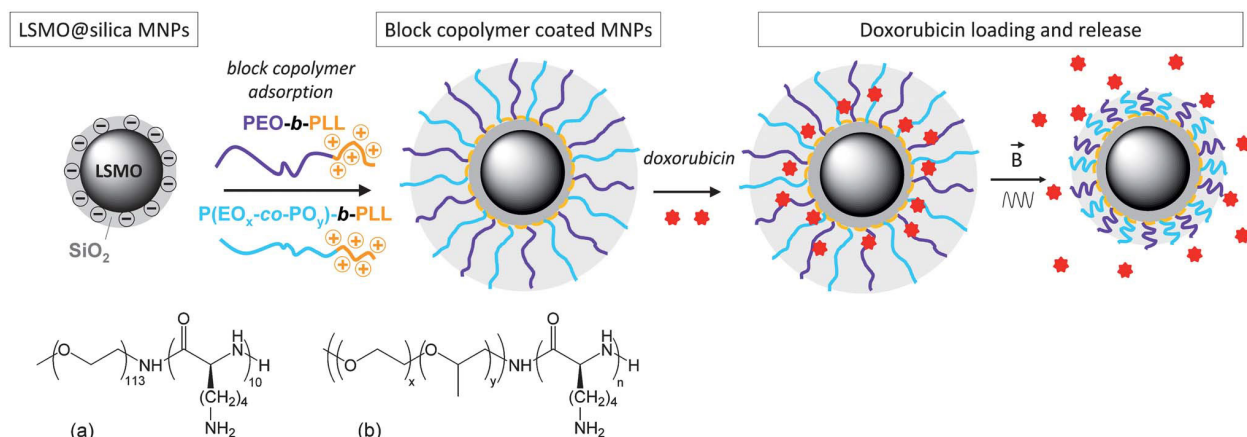 LSMO@silica MNPs
Block copolymer coated MNPs
Doxorubicin loading and release
block copolymer
adsorption
PEO-b-PLL
P(EOx-co-POy)-b-PLL
LSMO
SiO2
doxorubicin
B
O
O
113
NH
H
N
H
10
(CH2)4
NH2
(a)
O
x
O
y
NH
O
H
N
H
n
(CH2)4
NH2
(b)